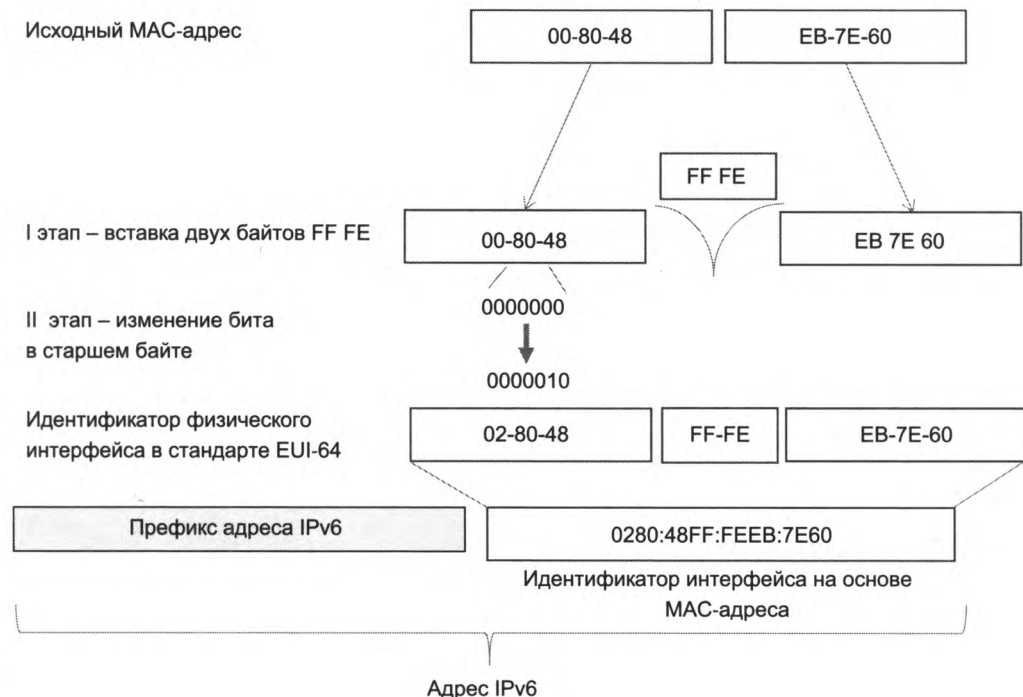 Исходный МАС-адрес
00-80-48
EB-7E-60
FF FE
I этап – вставка двух байтов FF FE
00-80-48
EB 7E 60
0000000
II этап – изменение бита
в старшем байте
0000010
Идентификатор физического
интерфейса в стандарте EUI-64
02-80-48
FF-FE
EB-7E-60
Префикс адреса IPv6
0280:48FF:FEEB:7E60
Идентификатор интерфейса на основе
МАС-адреса
Адрес IPv6